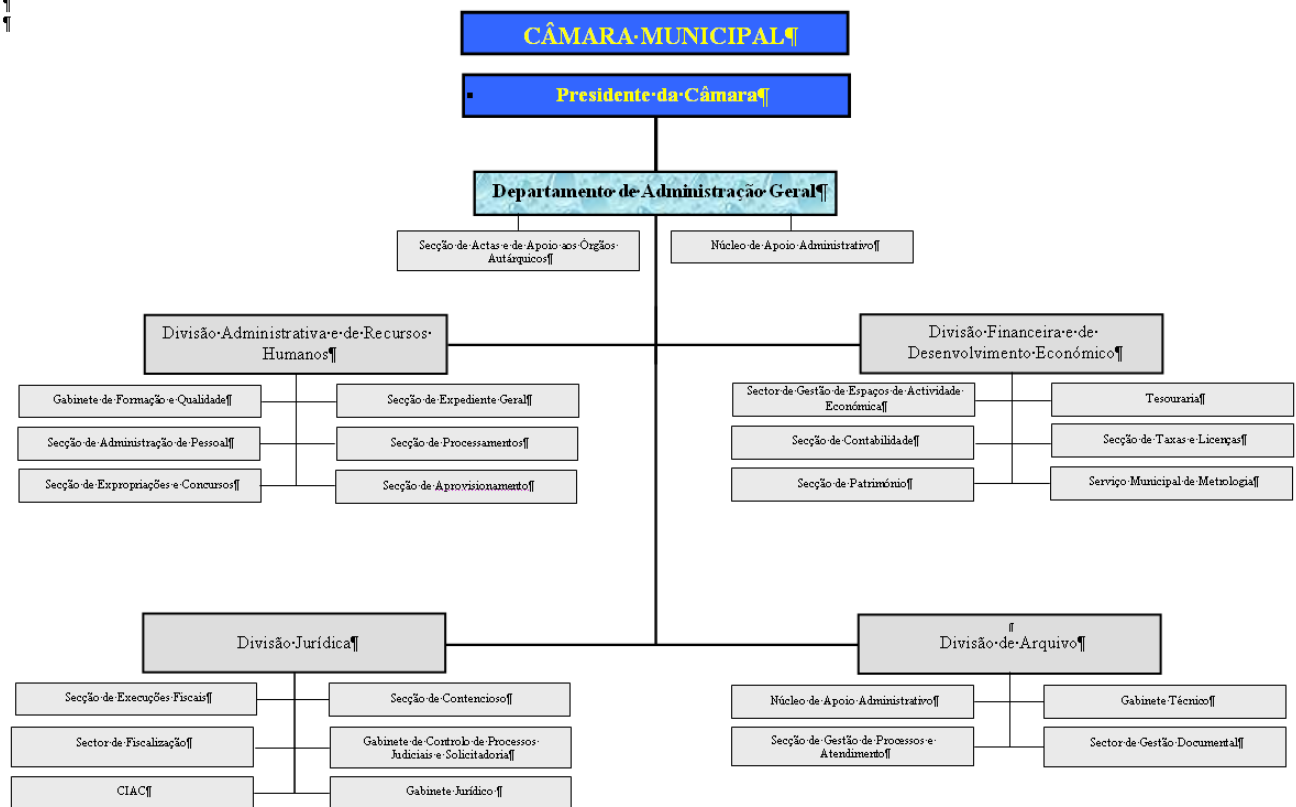 ¶
¶
CÂMARA·MUNICIPAL¶
Presidente·da·Câmara¶
Departamento·de·Administração·Geral¶
Secção·de·Actas·e·de·Apoio·aos·Órgãos·
Autárquicos¶
Núcleo·de·Apoio·Administrativo¶
Divisão·Administrativa·e·de·Recursos·
Humanos¶
Gabinete·de·Formação·e·Qualidade¶
Secção·de·Expediente·Geral¶
Secção·de·Administração·de·Pessoal¶
Secção·de·Processamentos¶
Secção·de·Expropriações·e·Concursos¶
Secção·de·Aprovisionamento¶
Divisão·Financeira·e·de·
Desenvolvimento·Económico¶
Sector·de·Gestão·de·Espaços·de·Actividade·
Económica¶
Tesouraria¶
Secção·de·Contabilidade¶
Secção·de·Taxas·e·Licenças¶
Secção·de·Património¶
Serviço·Municipal·de·Metrologia¶
Divisão·Jurídica¶
Secção·de·Execuções·Fiscais¶
Secção·de·Contencioso¶
Sector·de·Fiscalização¶
Gabinete·de·Controlo·de·Processos·
Judiciais·e·Solicitadoria¶
CIAC¶
Gabinete·Jurídico·¶
¶
Divisão·de·Arquivo¶
Núcleo·de·Apoio·Administrativo¶
Gabinete·Técnico¶
Secção·de·Gestão·de·Processos·e·
Atendimento¶
Sector·de·Gestão·Documental¶